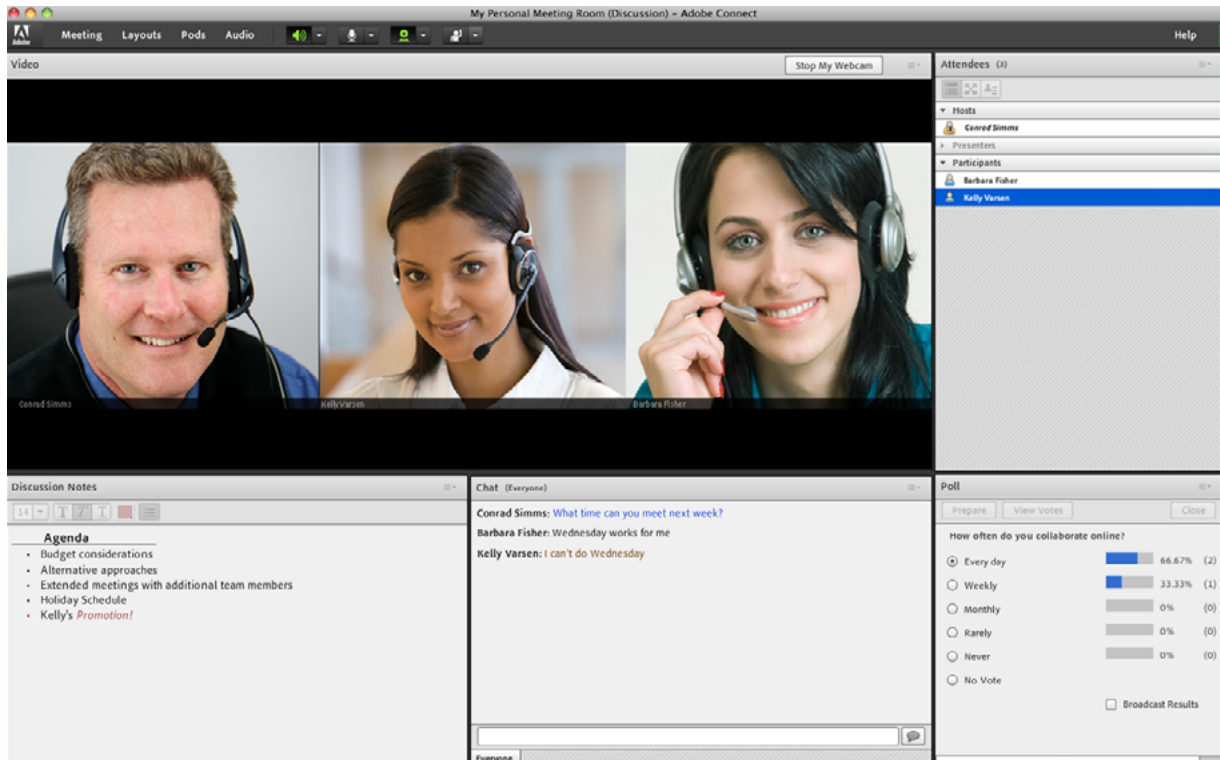 My Personal Meeting Room (Discussion) – Adobe Connect
Adobe Meeting Layouts Pods Audio Help
Video Stop My Webcam
Conrad Simms Kelly Varsen Barbara Fisher
Attendees (3)
Hosts
Conrad Simms
Presenters
Participants
Barbara Fisher
Kelly Varsen
Discussion Notes
14 T T T
Agenda
• Budget considerations
• Alternative approaches
• Extended meetings with additional team members
• Holiday Schedule
• Kelly's Promotion!
Chat (Everyone)
Conrad Simms: What time can you meet next week?
Barbara Fisher: Wednesday works for me
Kelly Varsen: I can't do Wednesday
Everyone
Poll
Prepare View Votes Close
How often do you collaborate online?
Every day 66.67% (2)
Weekly 33.33% (1)
Monthly 0% (0)
Rarely 0% (0)
Never 0% (0)
No Vote
Broadcast Results